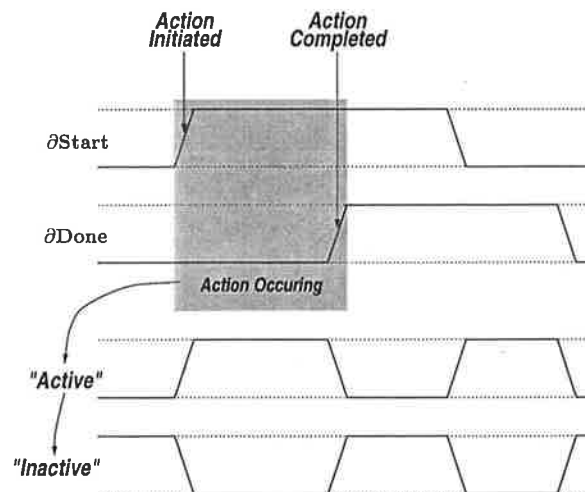 Action
Initiated
Action
Completed
∂Start
∂Done
Action Occuring
"Active"
"Inactive"